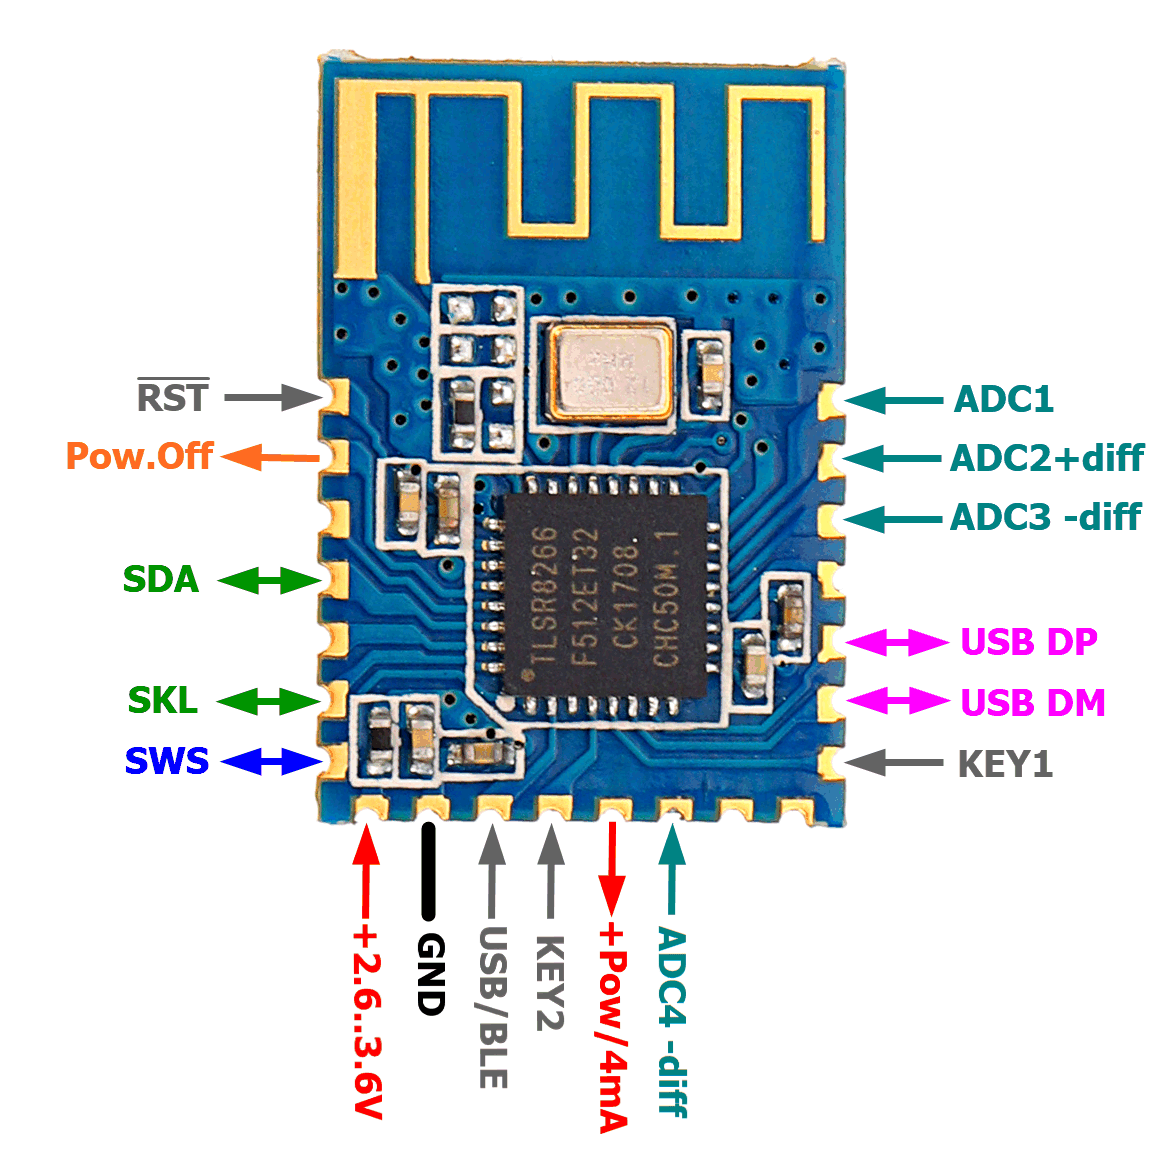 RST
Pow.Off
SDA
SKL
SWS
ADC1
ADC2+diff
ADC3 -diff
USB DP
USB DM
KEY1
TLSR8266
F512ET32
CK1708.
CHC50M.1
+2.6..3.6V
GND
USB/BLE
KEY2
+Pow/4mA
ADC4 -diff